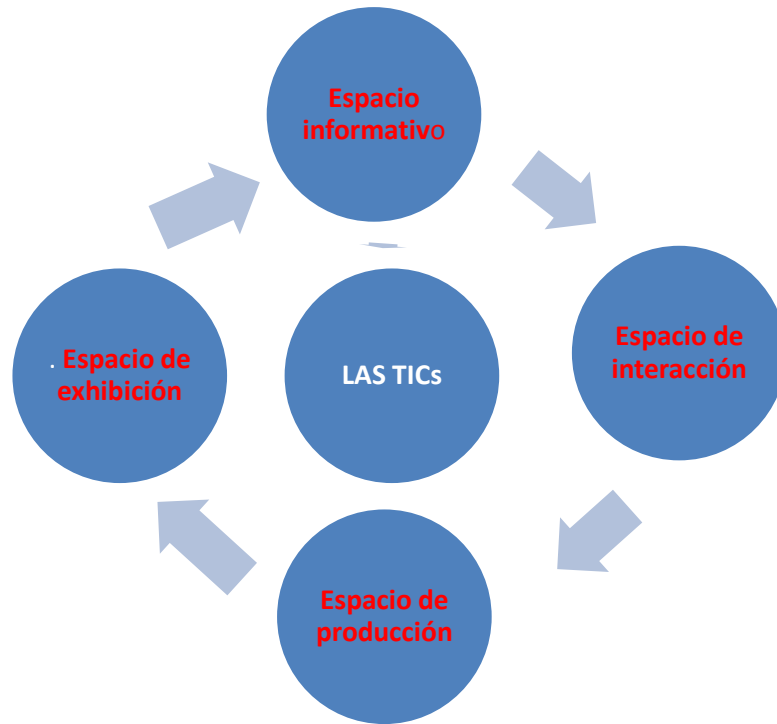 Espacio
informativo
Espacio de
interacción
LAS TICs
. Espacio de
exhibición
Espacio de
producción